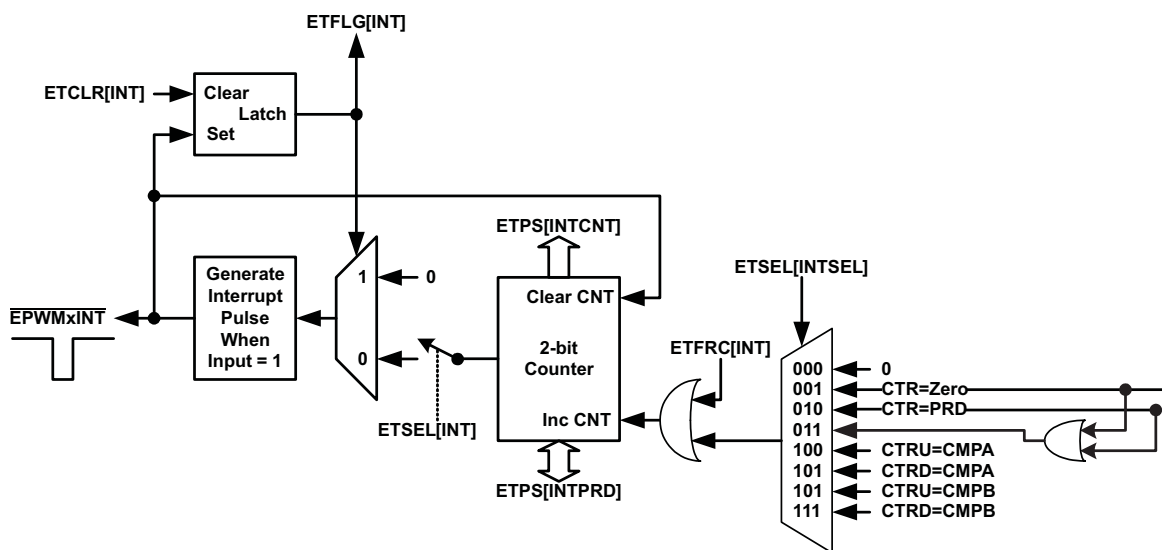 ETFLG[INT]
ETCLR[INT]
Clear
Latch
Set
ETPS[INTCNT]
ETSEL[INTSEL]
Generate
Interrupt
Pulse
When
Input = 1
1
0
0
EPWMxINT
Clear CNT
2-bit
Counter
Inc CNT
ETFRC[INT]
ETSEL[INT]
ETPS[INTPRD]
000
0
001
CTR=Zero
010
CTR=PRD
011
100
CTRU=CMPA
101
CTRD=CMPA
101
CTRU=CMPB
111
CTRD=CMPB